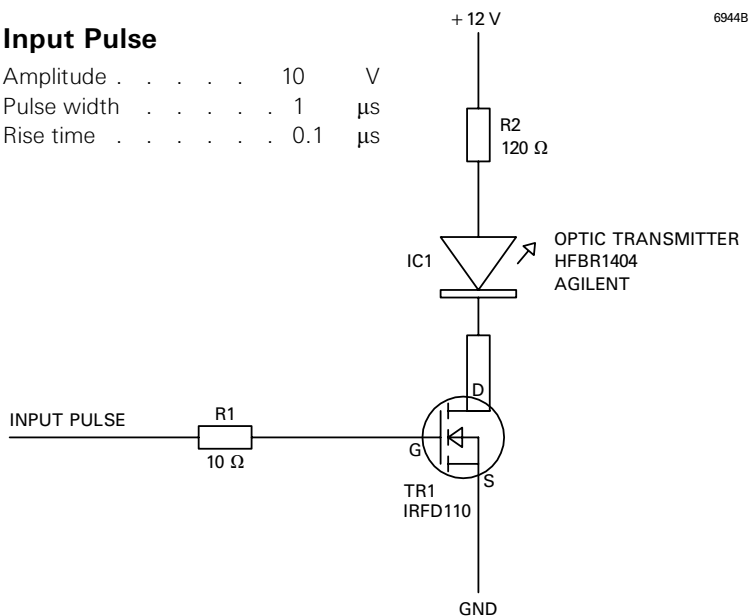 6944B
Input Pulse
Amplitude . . . . . 10 V
Pulse width . . . . . 1 μs
Rise time . . . . . . 0.1 μs
+ 12 V
R2
120 Ω
IC1
OPTIC TRANSMITTER
HFBR1404
AGILENT
INPUT PULSE
R1
10 Ω
D
G
S
TR1
IRFD110
GND